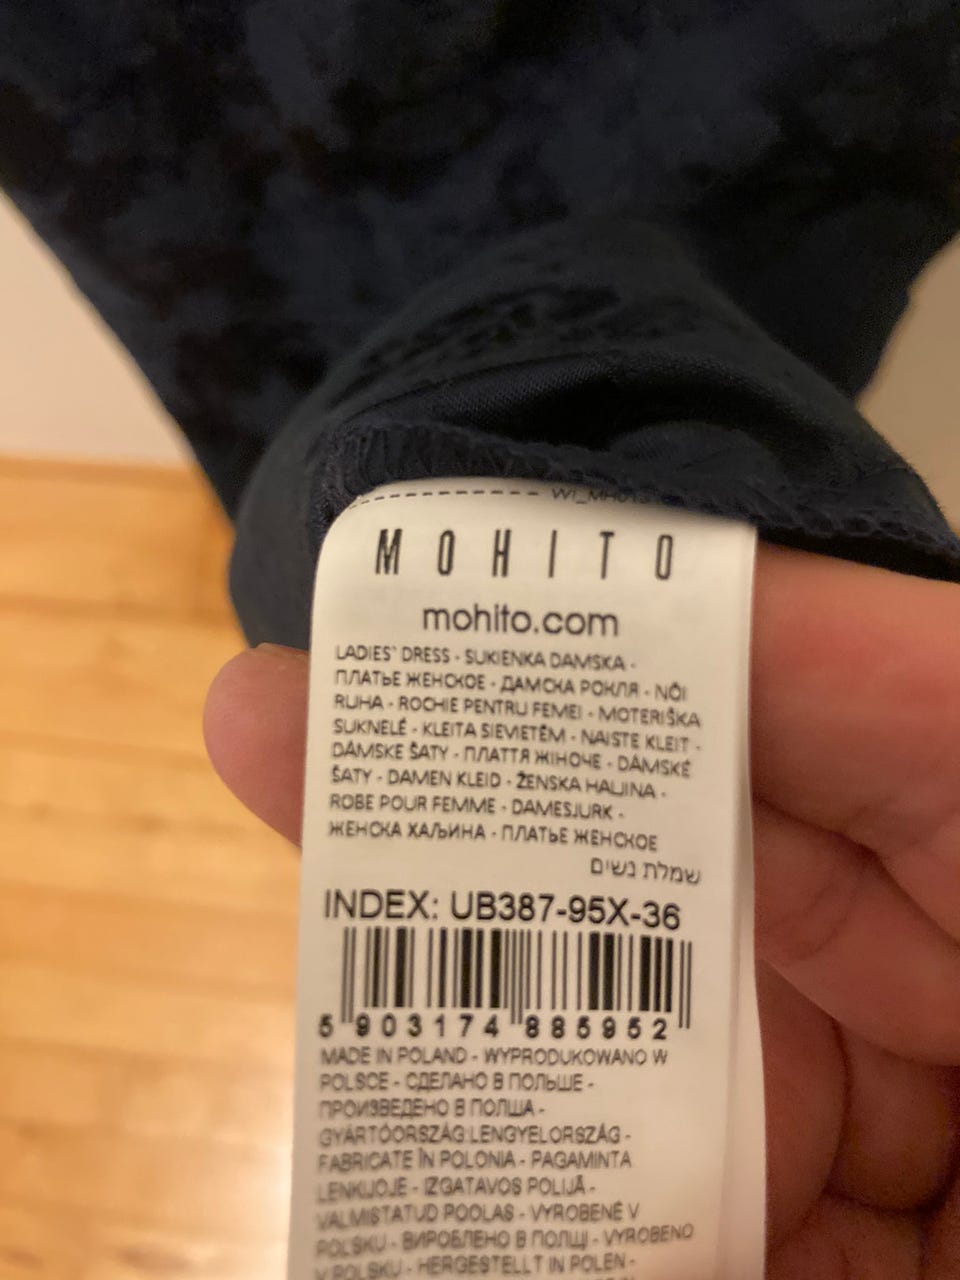 MOHITO
mohito.com
LADIES` DRESS - SUKIENKA DAMSKA -
ПЛАТЬЕ ЖЕНСКОЕ - ДАМСКА РОКЛЯ - NŐI
RUHA - ROCHIE PENTRU FEMEI - MOTERIŠKA
SUKNELĖ - KLEITA SIEVIETĒM - NAISTE KLEIT -
DÁMSKE ŠATY - ПЛАТТЯ ЖІНОЧЕ - DÁMSKÉ
ŠATY - DAMEN KLEID - ŽENSKA HALJINA -
ROBE POUR FEMME - DAMESJURK -
ЖЕНСКА ХАЉИНА - ПЛАТЬЕ ЖЕНСКОЕ
שמלת נשים
INDEX: UB387-95X-36
5 903174 885952
MADE IN POLAND - WYPRODUKOWANO W
POLSCE - СДЕЛАНО В ПОЛЬШЕ -
ПРОИЗВЕДЕНО В ПОЛША -
GYÁRTÓORSZÁG:LENGYELORSZÁG -
FABRICATE ÎN POLONIA - PAGAMINTA
LENKIJOJE - IZGATAVOS POLIJĀ -
VALMISTATUD POOLAS - VYROBENÉ V
POĽSKU - ВИРОБЛЕНО В ПОЛЩІ - VYROBENO
V POLSKU - HERGESTELLT IN POLEN -